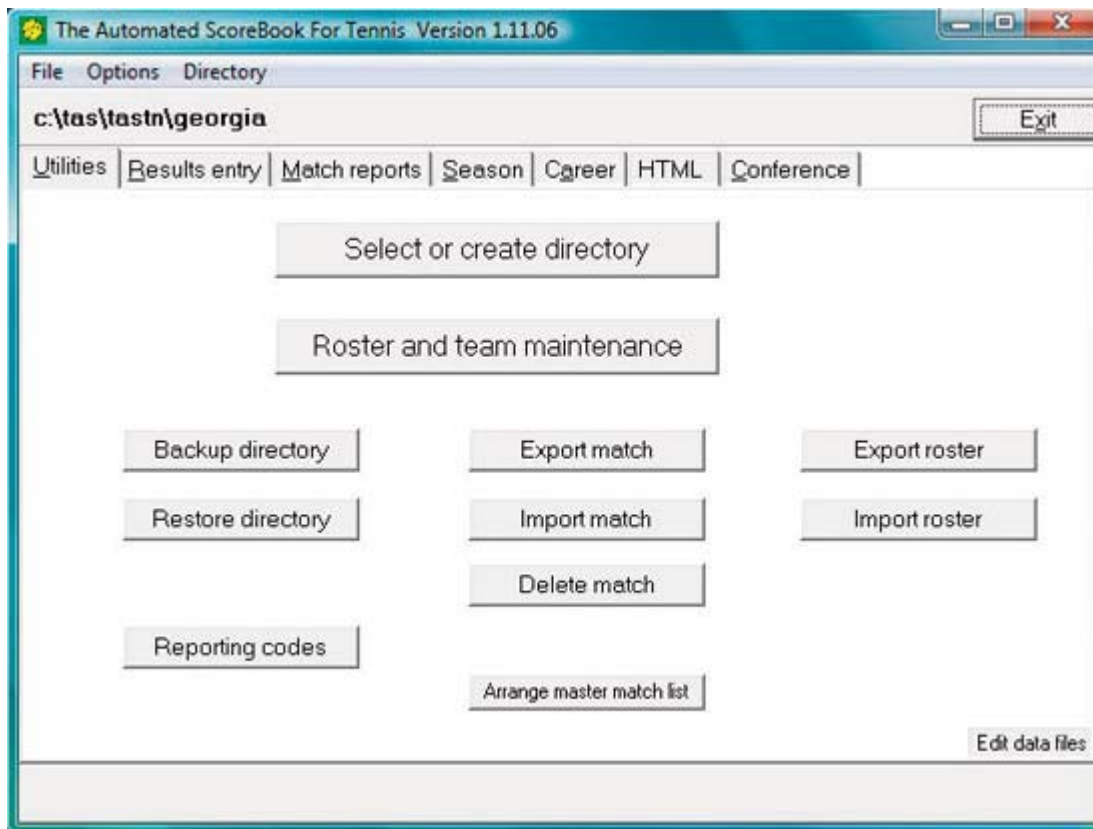 The Automated ScoreBook For Tennis Version 1.11.06
File Options Directory
c:\tas\tastn\georgia
Exit
Utilities Results entry Match reports Season Career HTML Conference
Select or create directory
Roster and team maintenance
Backup directory Export match Export roster
Restore directory Import match Import roster
Delete match
Reporting codes
Arrange master match list
Edit data files